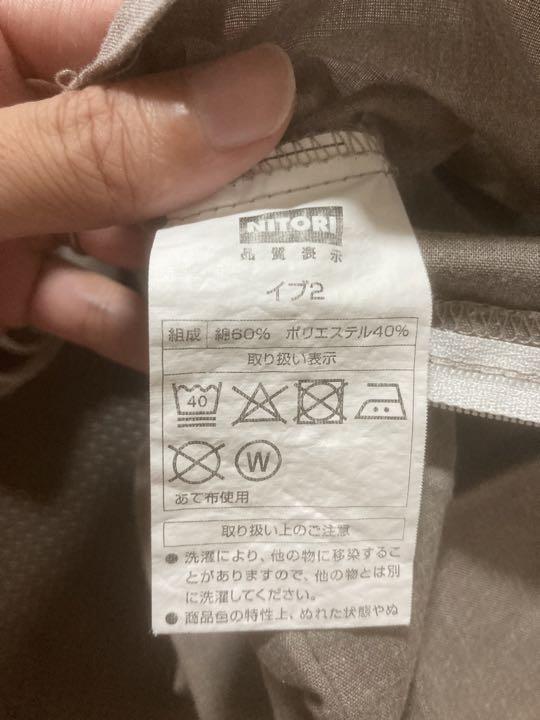 NITORI
品質表示
イブ2
組成 綿60% ポリエステル40%
取り扱い表示
40
W
あて布使用
取り扱い上のご注意
● 洗濯により、他の物に移染するこ
とがありますので、他の物とは別
に洗濯してください。
● 商品色の特性上、ぬれた状態やぬ